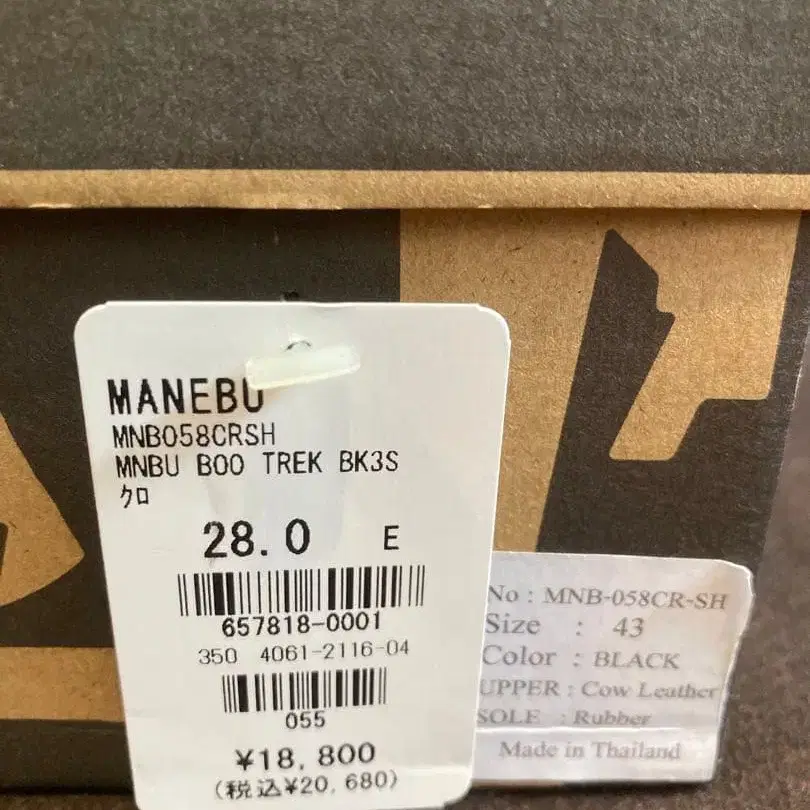 MANEBU
MNB058CRSH
MNBU BOO TREK BK3S
クロ
28.0 E
657818-0001
350 4061-2116-04
055
¥18,800
(税込¥20,680)
No : MNB-058CR-SH
Size : 43
Color : BLACK
UPPER : Cow Leather
SOLE : Rubber
Made in Thailand